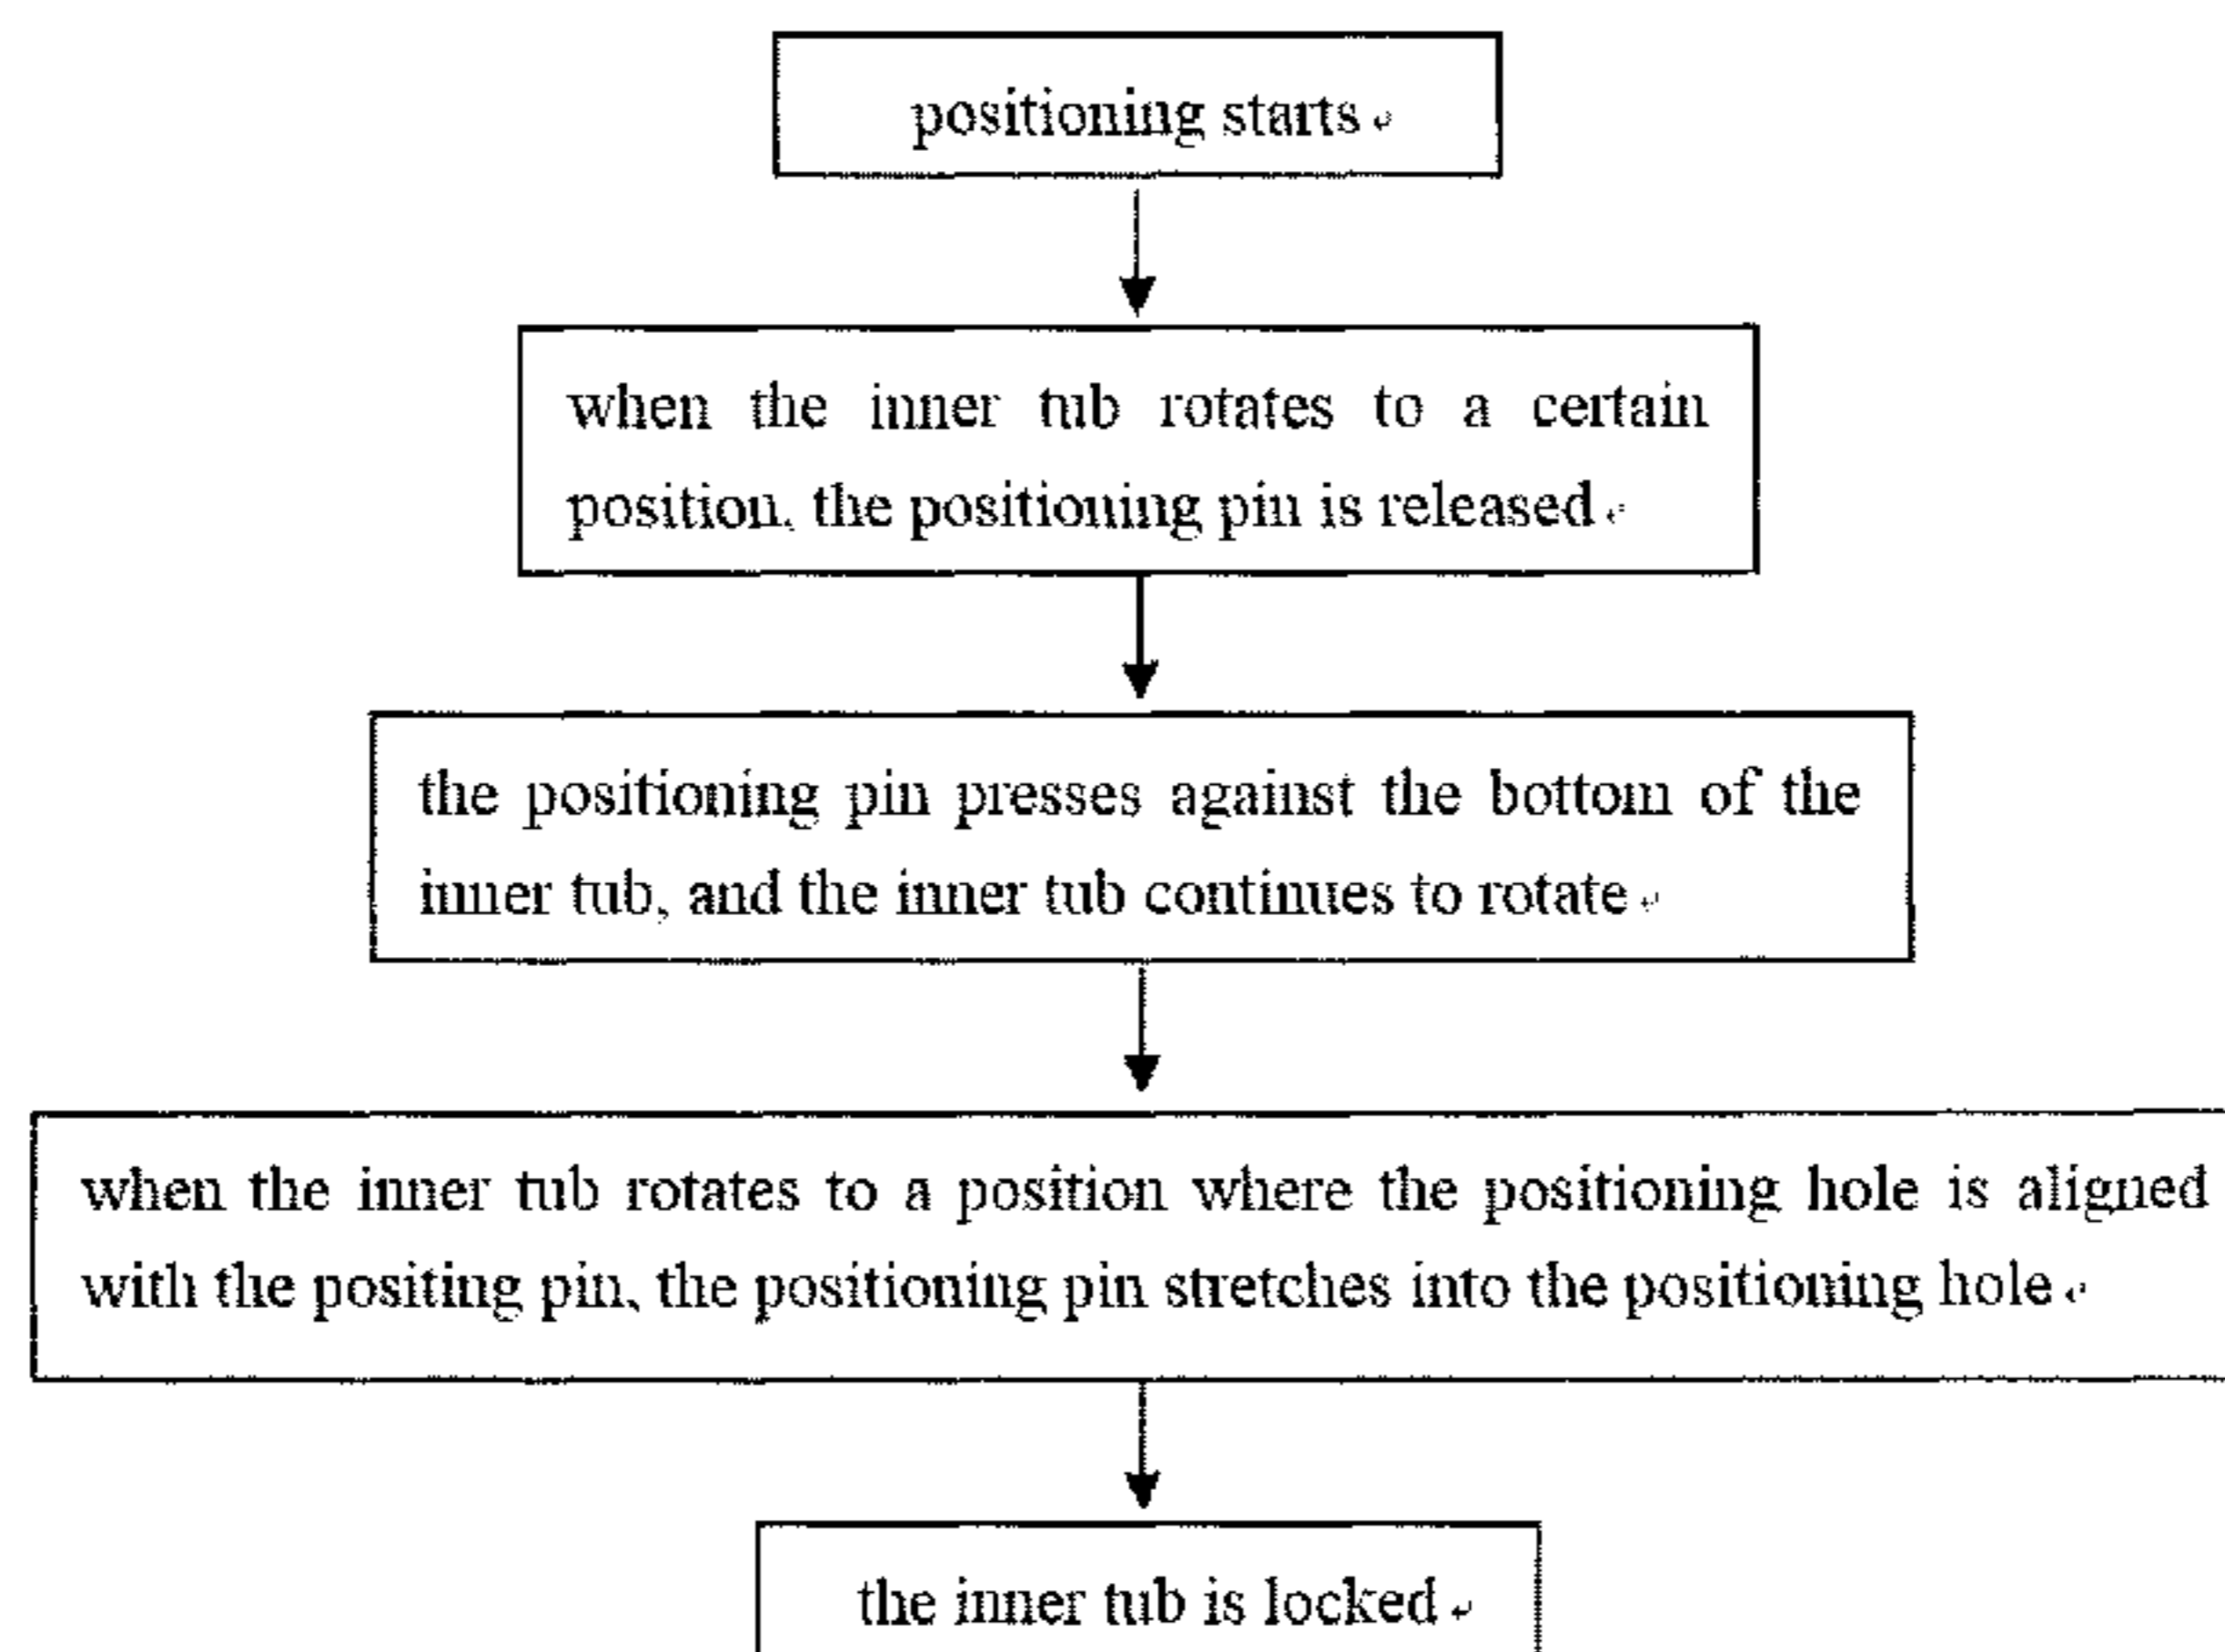 positioning starts
when the inner tub rotates to a certain
position, the positioning pin is released
the positioning pin presses against the bottom of the
inner tub, and the inner tub continues to rotate
when the inner tub rotates to a position where the positioning hole is aligned
with the positing pin, the positioning pin stretches into the positioning hole
the inner tub is locked